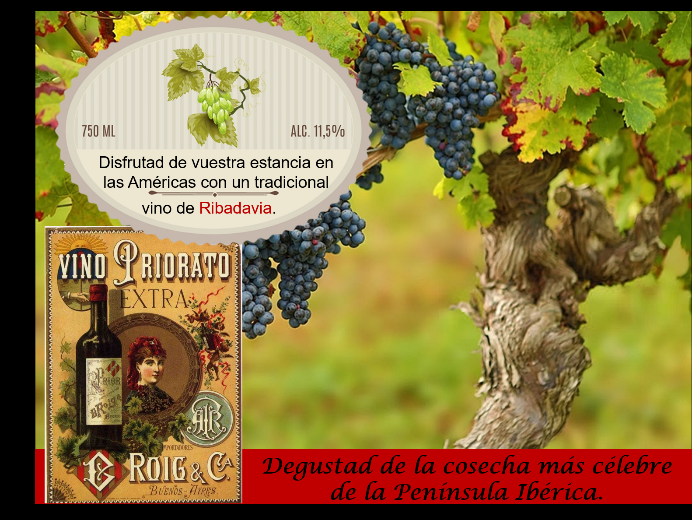 750 ML
ALC. 11,5%
Disfrutad de vuestra estancia en
las Américas con un tradicional
vino de Ribadavia.
VINO PRIORATO
EXTRA
IMPORTADORES
ROIG & Cª
BUENOS-AIRES
Degustad de la cosecha más célebre
de la Península Ibérica.